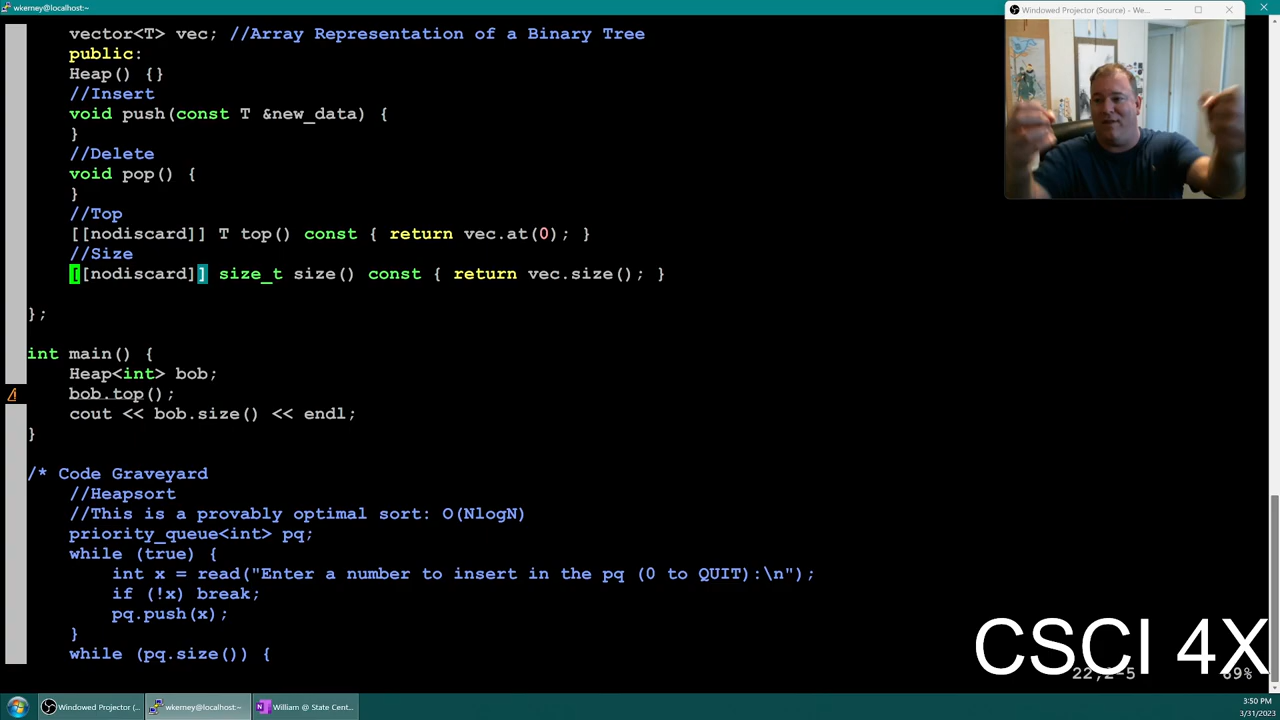 wkerney@localhost:~
Windowed Projector (Source) - We...
vector<T> vec; //Array Representation of a Binary Tree
public:
Heap() {}
//Insert
void push(const T &new_data) {
}
//Delete
void pop() {
}
//Top
[[nodiscard]] T top() const { return vec.at(0); }
//Size
[[nodiscard]] size_t size() const { return vec.size(); }
};
int main() {
Heap<int> bob;
bob.top();
cout << bob.size() << endl;
}
/* Code Graveyard
//Heapsort
//This is a provably optimal sort: O(NlogN)
priority_queue<int> pq;
while (true) {
int x = read("Enter a number to insert in the pq (0 to QUIT):\n");
if (!x) break;
pq.push(x);
}
while (pq.size()) {
CSCI 4X
22,2-5 69%
Windowed Projector (...
wkerney@localhost:~
William @ State Cent...
3:50 PM
3/31/2023